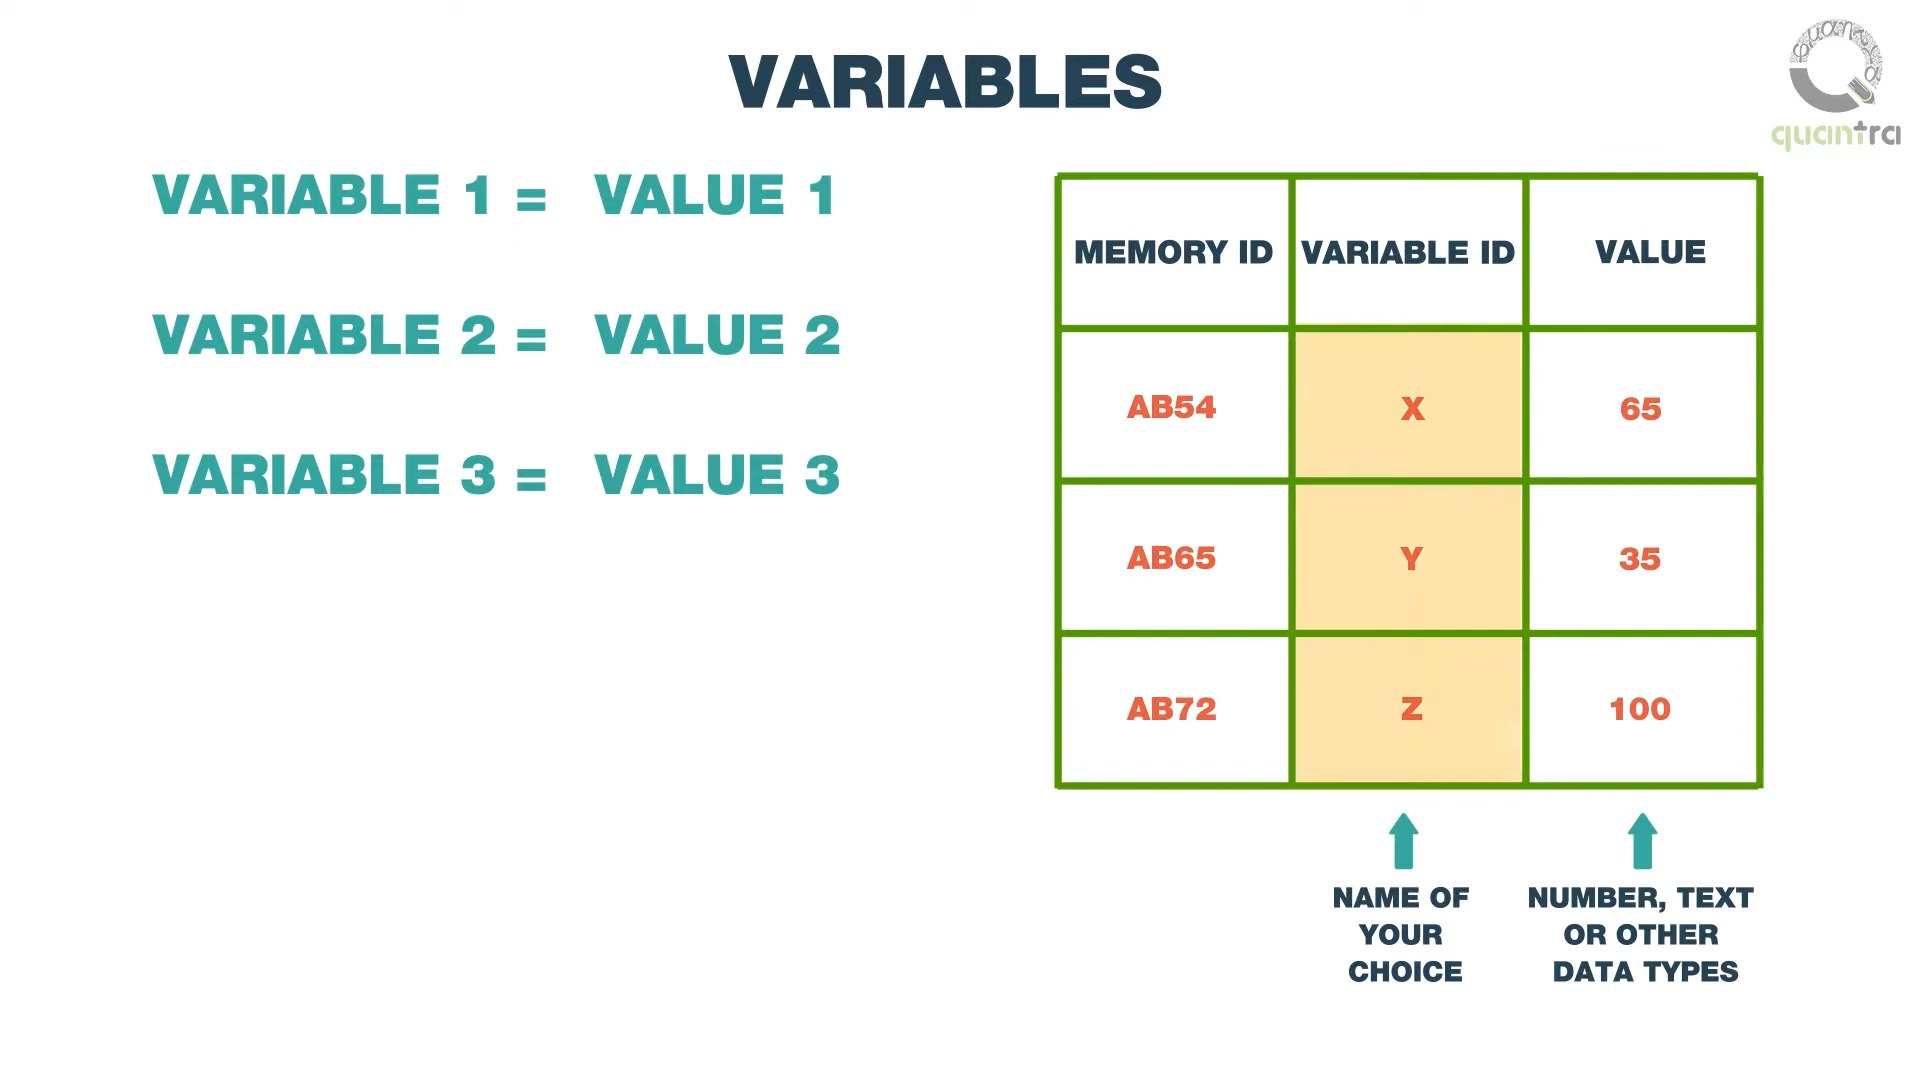 VARIABLES
quantra
VARIABLE 1 = VALUE 1
VARIABLE 2 = VALUE 2
VARIABLE 3 = VALUE 3
MEMORY ID VARIABLE ID VALUE
AB54 X 65
AB65 Y 35
AB72 Z 100
NAME OF
YOUR
CHOICE
NUMBER, TEXT
OR OTHER
DATA TYPES